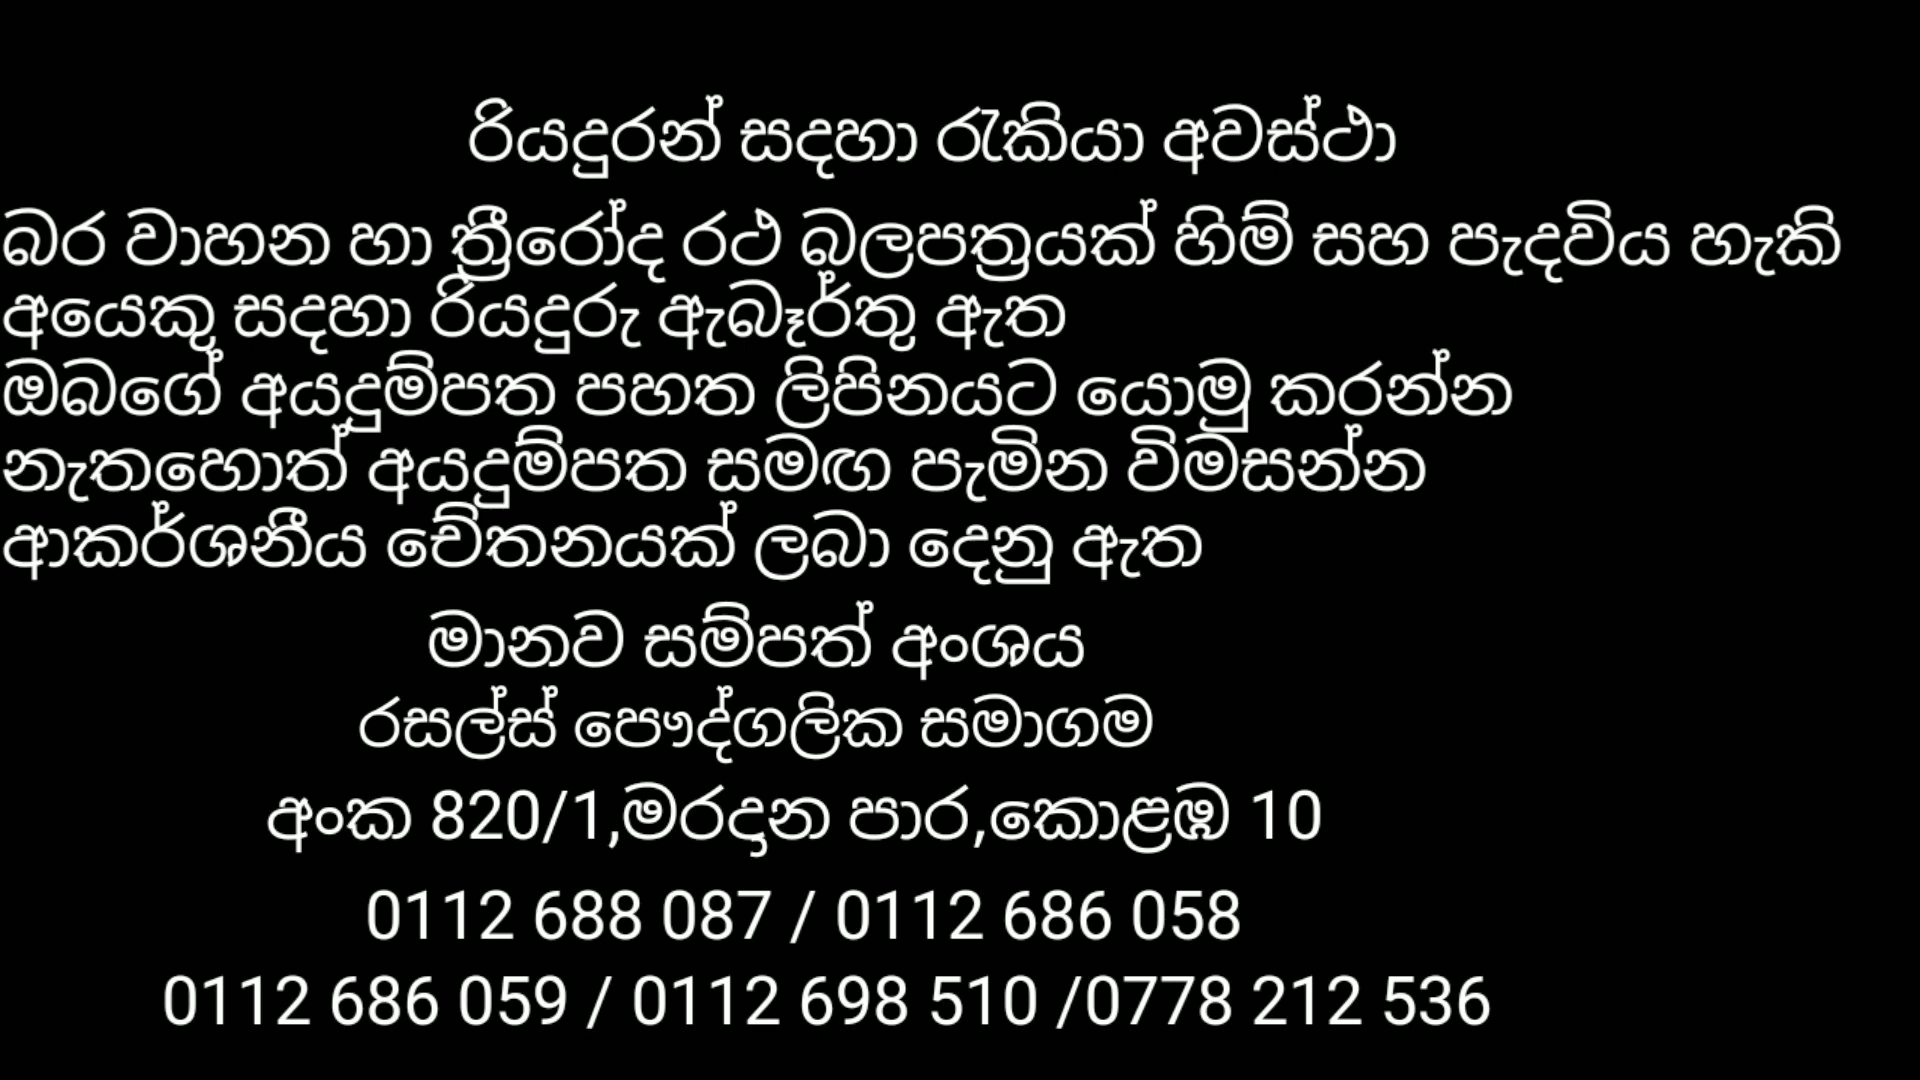 රියදුරන් සදහා රැකියා අවස්ථා
බර වාහන හා ත්‍රීරෝද රථ බලපත්‍රයක් හිමි සහ පැදවිය හැකි
අයෙකු සදහා රියදුරු ඇබෑර්තු ඇත
ඔබගේ අයදුම්පත පහත ලිපිනයට යොමු කරන්න
නැතහොත් අයදුම්පත සමඟ පැමින විමසන්න
ආකර්ශනීය චේතනයක් ලබා දෙනු ඇත
මානව සම්පත් අංශය
රසල්ස් පෞද්ගලික සමාගම
අංක 820/1,මරදාන පාර,කොළඹ 10
0112 688 087 / 0112 686 058
0112 686 059 / 0112 698 510 /0778 212 536